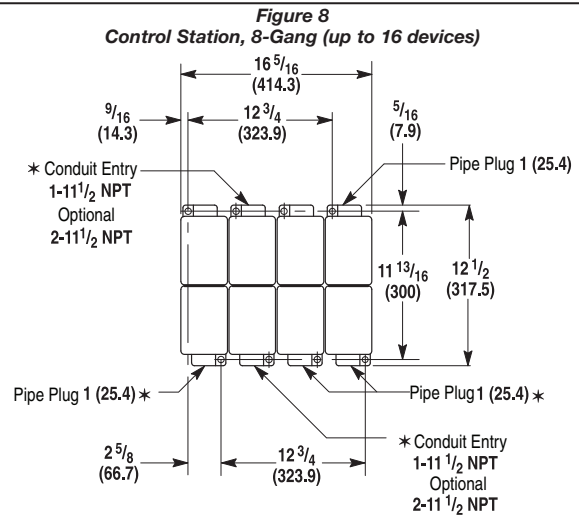 Figure 8
Control Station, 8-Gang (up to 16 devices)
16 5/16
(414.3)
9/16
(14.3)
12 3/4
(323.9)
5/16
(7.9)
∗ Conduit Entry
1-11 1/2 NPT
Optional
2-11 1/2 NPT
Pipe Plug 1 (25.4)
11 13/16
(300)
12 1/2
(317.5)
Pipe Plug 1 (25.4) ∗
Pipe Plug 1 (25.4) ∗
2 5/8
(66.7)
12 3/4
(323.9)
∗ Conduit Entry
1-11 1/2 NPT
Optional
2-11 1/2 NPT